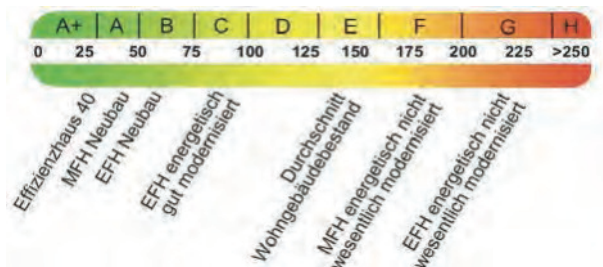 A+ A B C D E F G H
0 25 50 75 100 125 150 175 200 225 >250
Effizienzhaus 40
MFH Neubau
EFH Neubau
EFH energetisch
gut modernisiert
Durchschnitt
Wohngebäudebestand
MFH energetisch nicht
wesentlich modernisiert
EFH energetisch nicht
wesentlich modernisiert